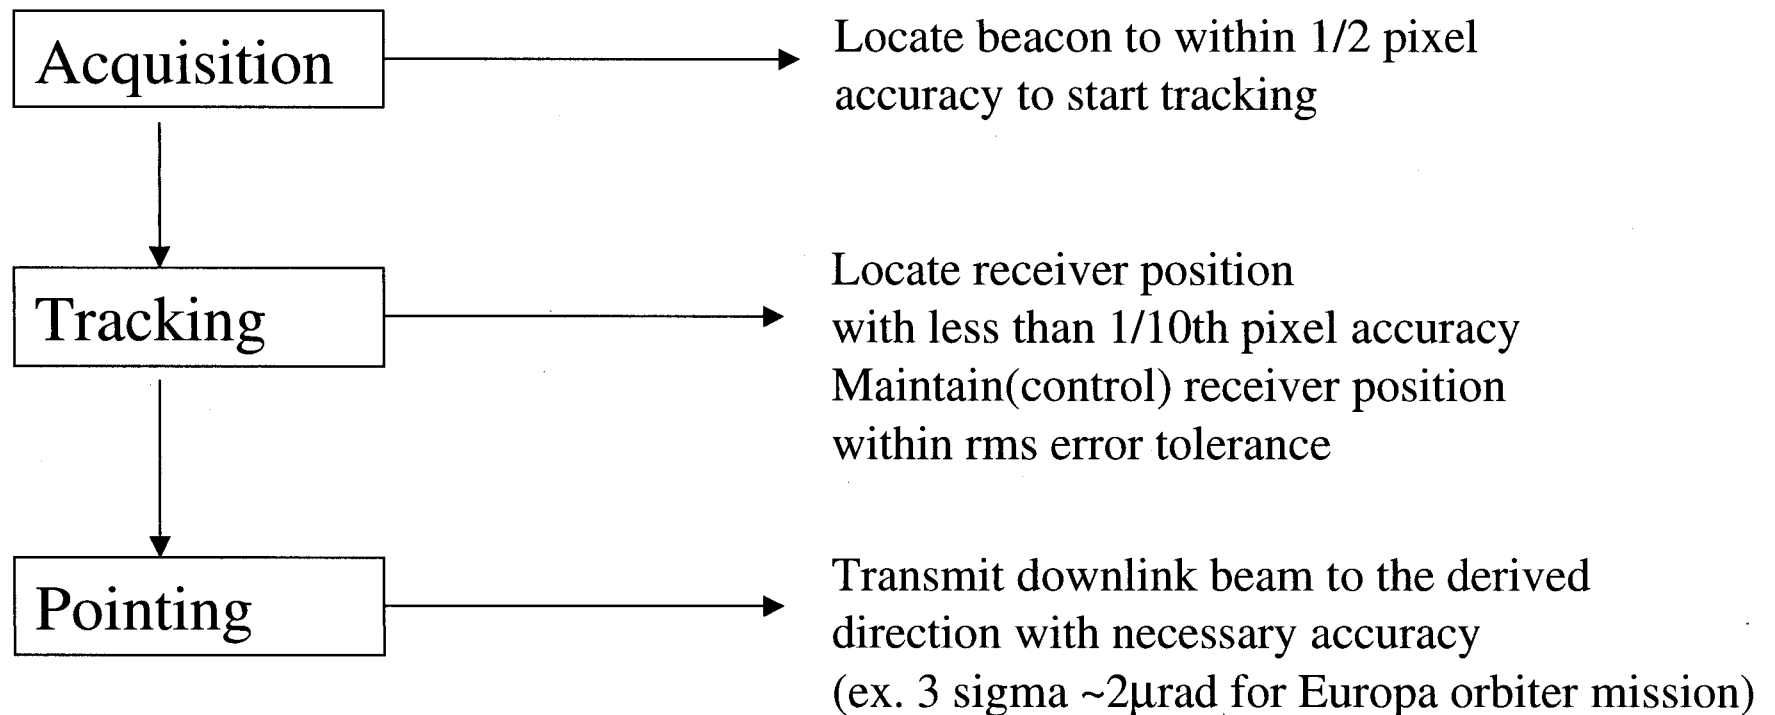 Acquisition
Locate beacon to within 1/2 pixel
accuracy to start tracking
Tracking
Locate receiver position
with less than 1/10th pixel accuracy
Maintain(control) receiver position
within rms error tolerance
Pointing
Transmit downlink beam to the derived
direction with necessary accuracy
(ex. 3 sigma ~2μrad for Europa orbiter mission)